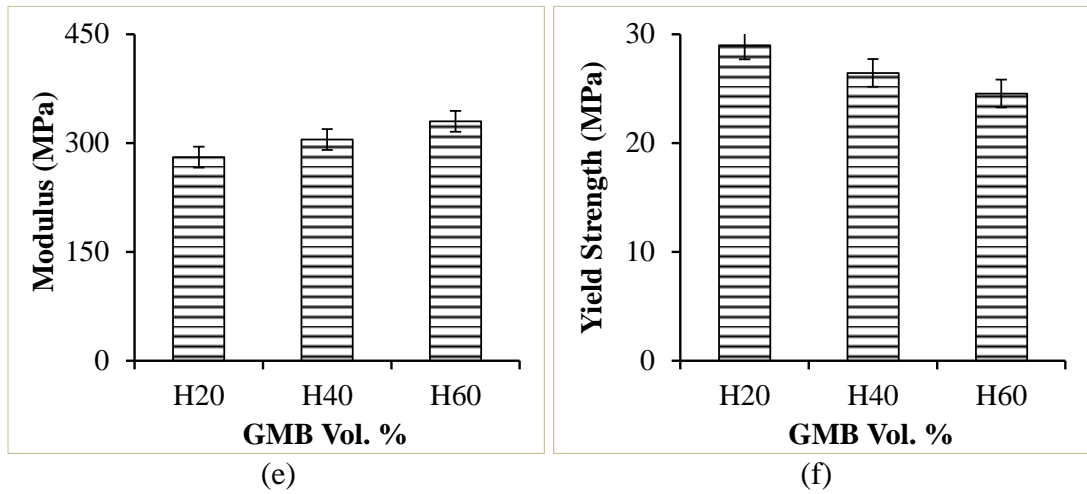 Modulus (MPa)
450
300
150
0
H20 H40 H60
GMB Vol. %
(e)
Yield Strength (MPa)
30
20
10
0
H20 H40 H60
GMB Vol. %
(f)